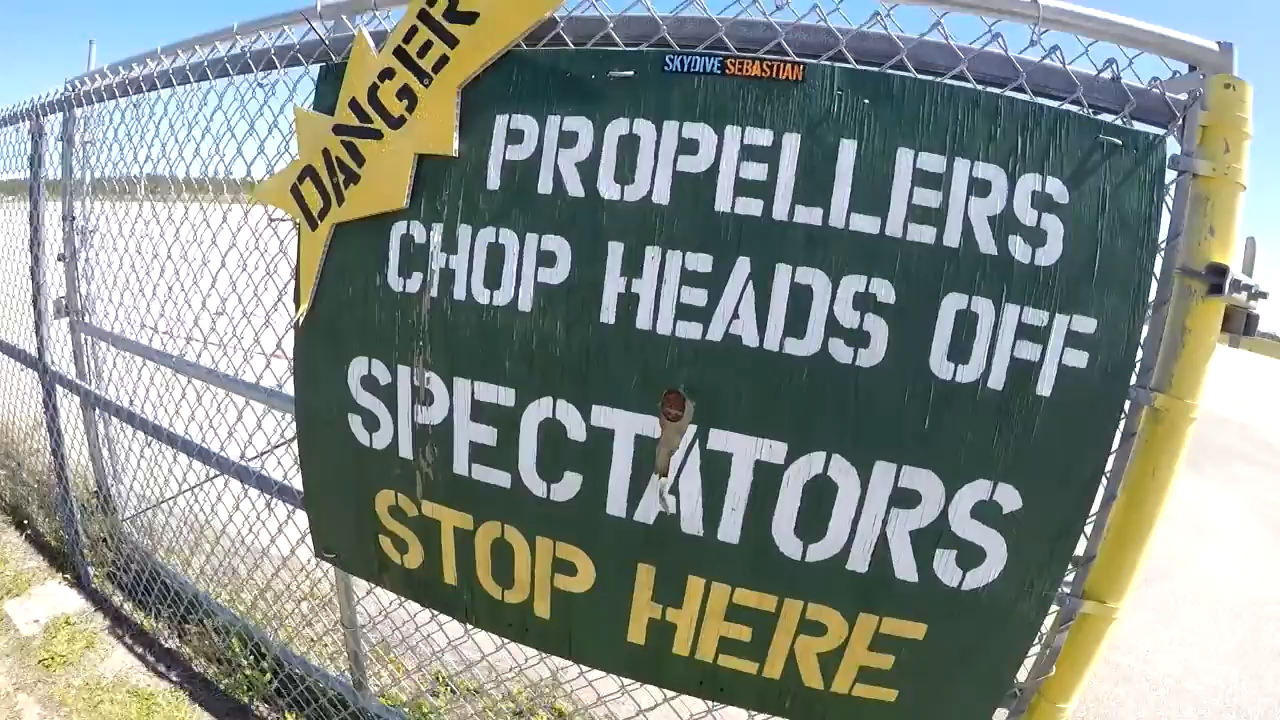 DANGER
SKYDIVE SEBASTIAN
PROPELLERS
CHOP HEADS OFF
SPECTATORS
STOP HERE